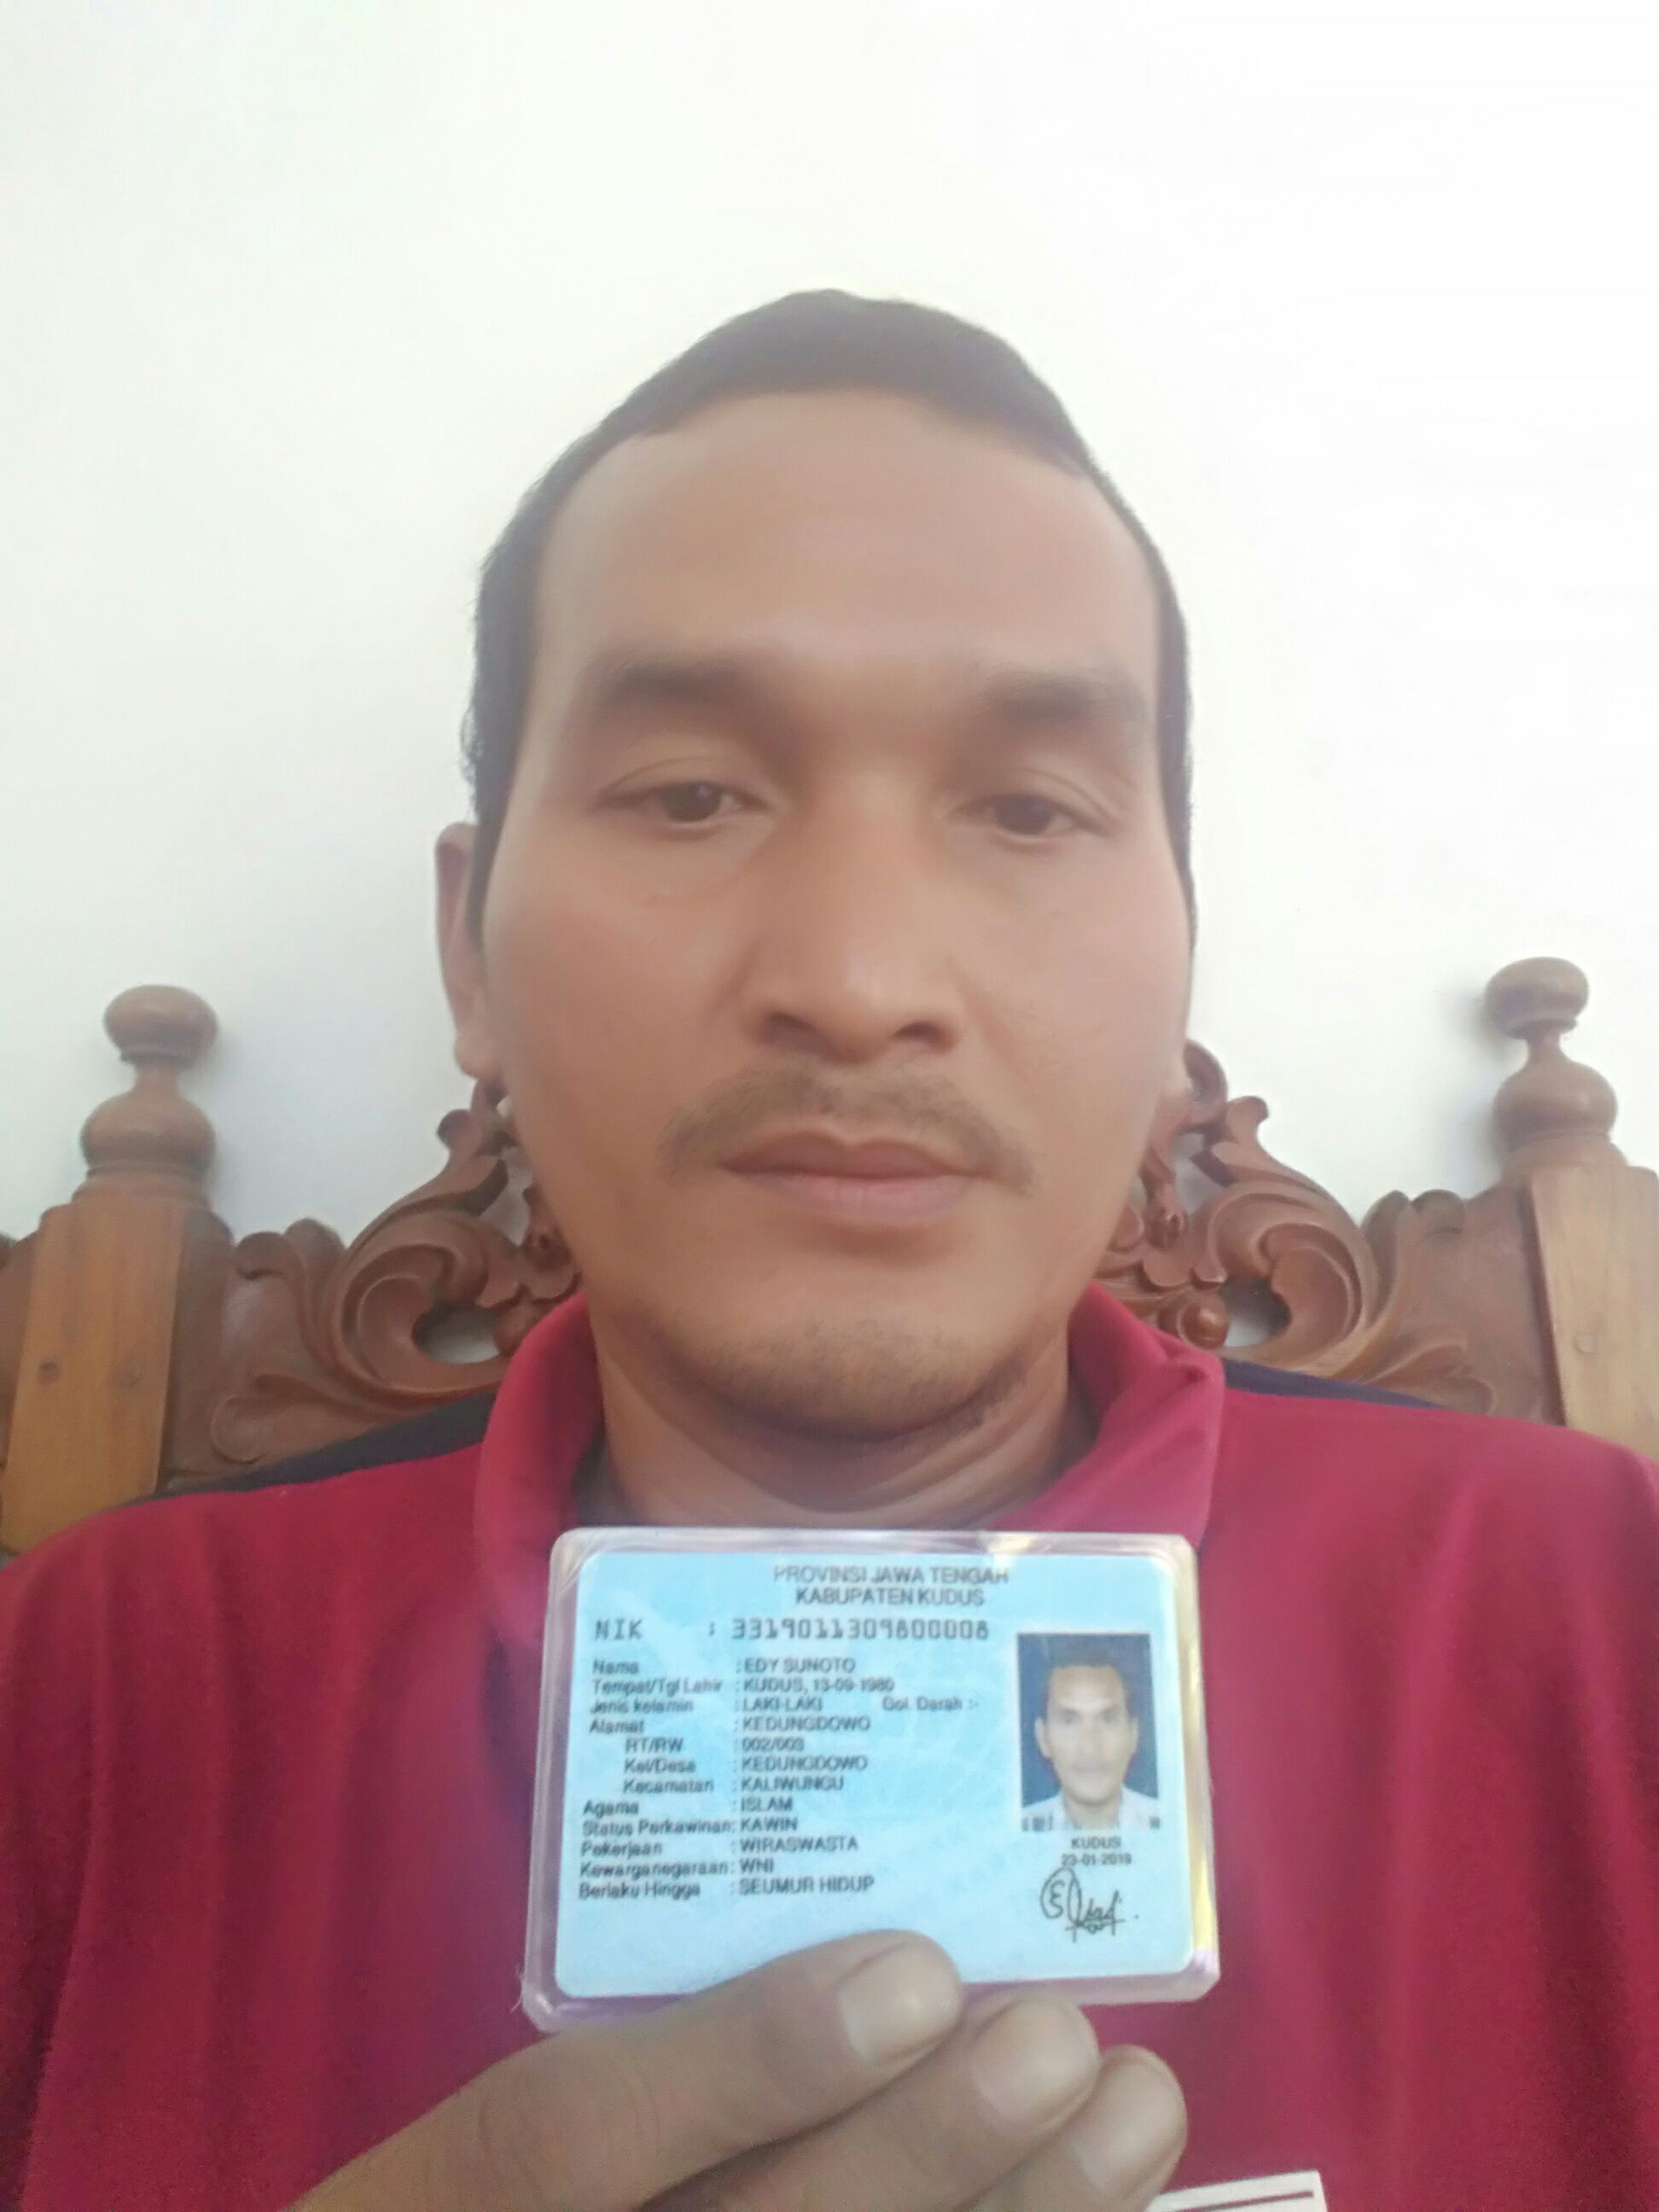 PROVINSI JAWA TENGAH
KABUPATEN KUDUS
NIK : 3319011309800008
Nama : EDY SUNOTO
Tempat/Tgl Lahir : KUDUS, 13-09-1980
Jenis kelamin : LAKI-LAKI Gol. Darah :-
Alamat : KEDUNGDOWO
RT/RW : 002/003
Kel/Desa : KEDUNGDOWO
Kecamatan : KALIWUNGU
Agama : ISLAM
Status Perkawinan: KAWIN
Pekerjaan : WIRASWASTA
Kewarganegaraan: WNI
Berlaku Hingga : SEUMUR HIDUP
KUDUS
23-01-2019